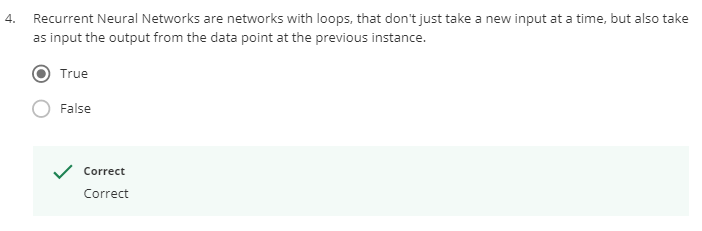 4. Recurrent Neural Networks are networks with loops, that don't just take a new input at a time, but also take
as input the output from the data point at the previous instance.
True
False
Correct
Correct